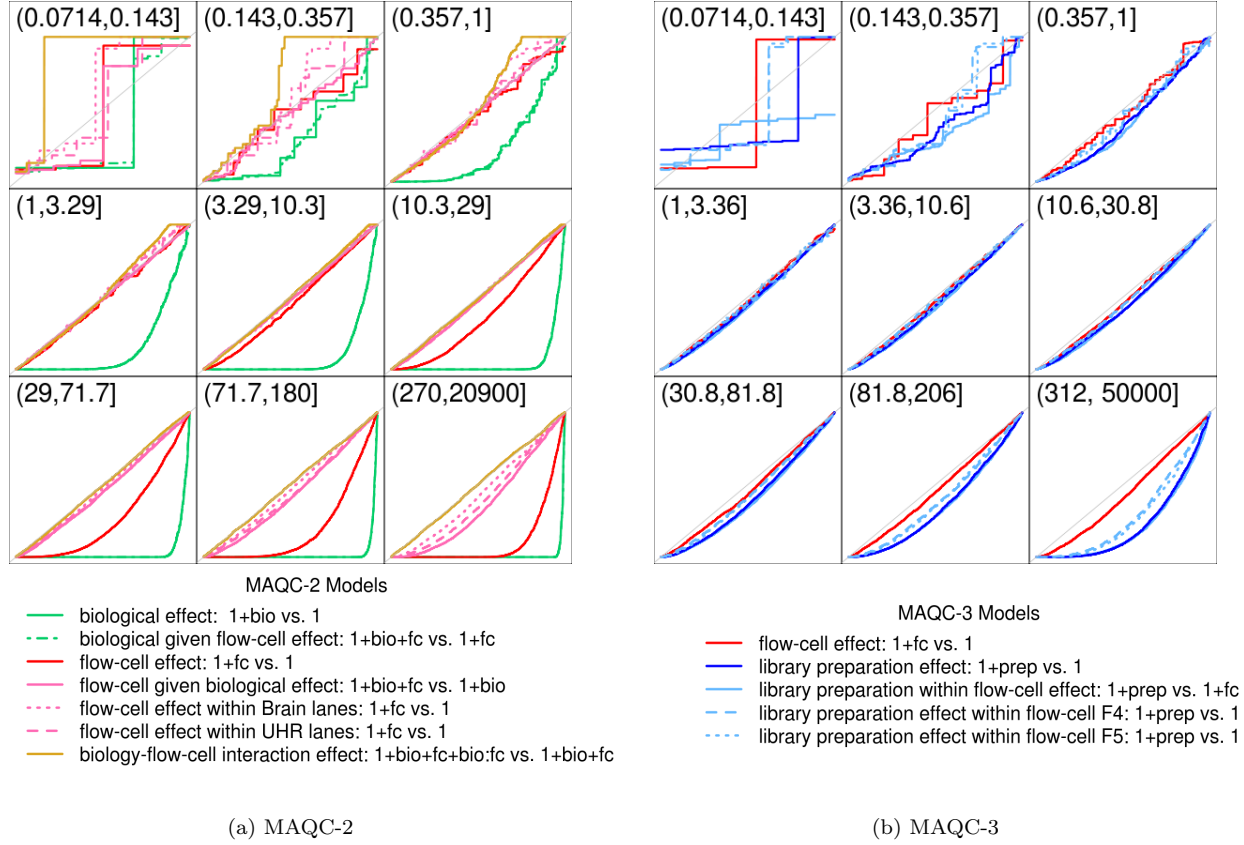 (0.0714,0.143]
(0.143,0.357]
(0.357,1]
(1,3.29]
(3.29,10.3]
(10.3,29]
(29,71.7]
(71.7,180]
(270,20900]
MAQC-2 Models
biological effect: 1+bio vs. 1
biological given flow-cell effect: 1+bio+fc vs. 1+fc
flow-cell effect: 1+fc vs. 1
flow-cell given biological effect: 1+bio+fc vs. 1+bio
flow-cell effect within Brain lanes: 1+fc vs. 1
flow-cell effect within UHR lanes: 1+fc vs. 1
biology-flow-cell interaction effect: 1+bio+fc+bio:fc vs. 1+bio+fc
(a) MAQC-2
(0.0714,0.143]
(0.143,0.357]
(0.357,1]
(1,3.36]
(3.36,10.6]
(10.6,30.8]
(30.8,81.8]
(81.8,206]
(312, 50000]
MAQC-3 Models
flow-cell effect: 1+fc vs. 1
library preparation effect: 1+prep vs. 1
library preparation within flow-cell effect: 1+prep vs. 1+fc
library preparation effect within flow-cell F4: 1+prep vs. 1
library preparation effect within flow-cell F5: 1+prep vs. 1
(b) MAQC-3